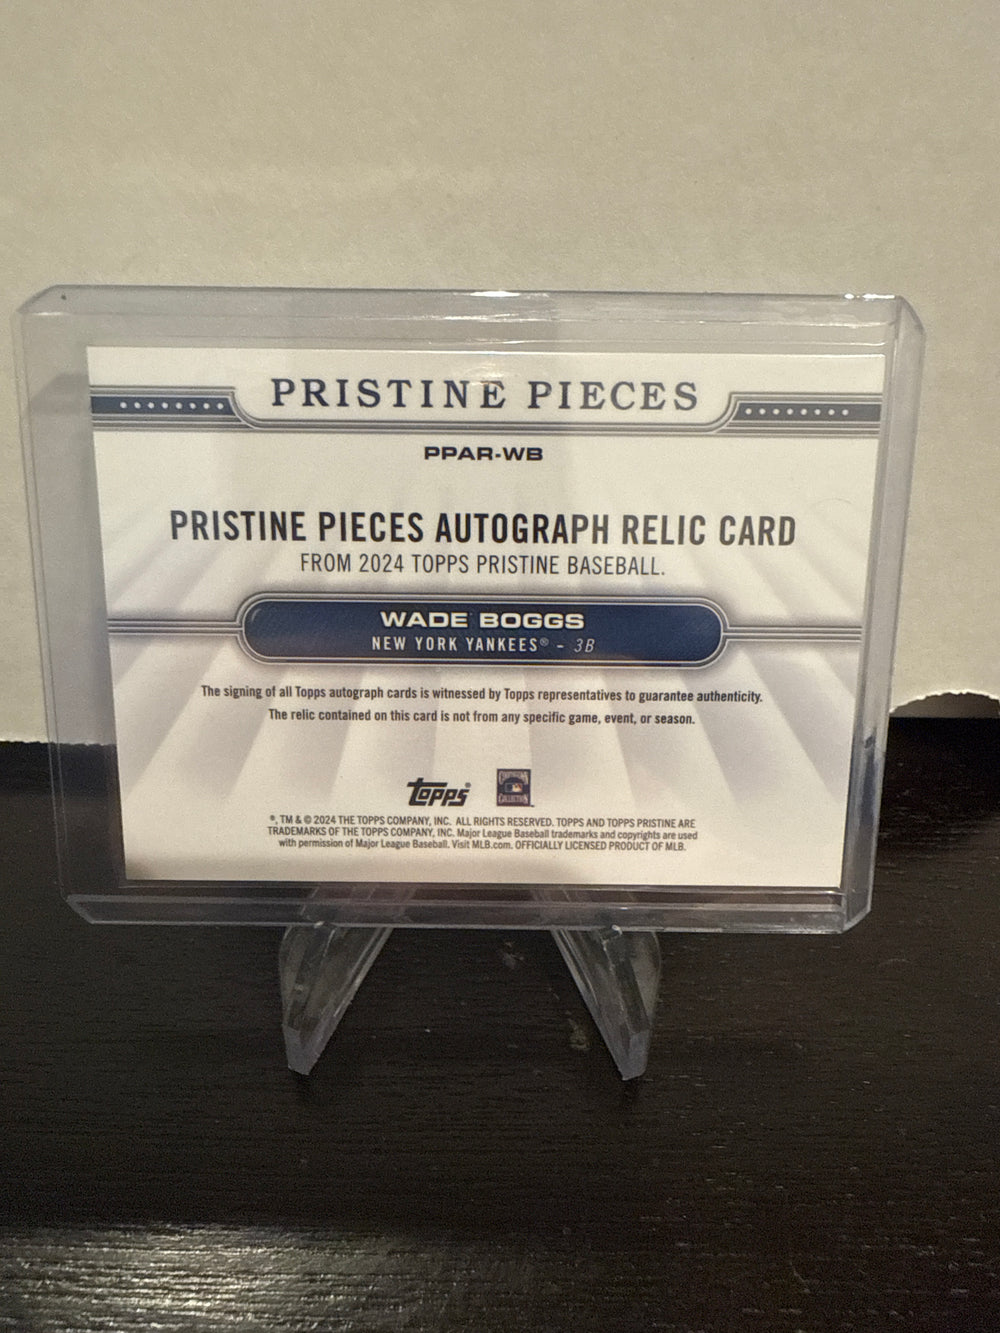 PRISTINE PIECES
PPAR-WB
PRISTINE PIECES AUTOGRAPH RELIC CARD
FROM 2024 TOPPS PRISTINE BASEBALL.
WADE BOGGS
NEW YORK YANKEES® - 3B
The signing of all Topps autograph cards is witnessed by Topps representatives to guarantee authenticity.
The relic contained on this card is not from any specific game, event, or season.
topps®
COOPERSTOWN
COLLECTION
®, TM & © 2024 THE TOPPS COMPANY, INC. ALL RIGHTS RESERVED. TOPPS AND TOPPS PRISTINE ARE
TRADEMARKS OF THE TOPPS COMPANY, INC. Major League Baseball trademarks and copyrights are used
with permission of Major League Baseball. Visit MLB.com. OFFICIALLY LICENSED PRODUCT OF MLB.